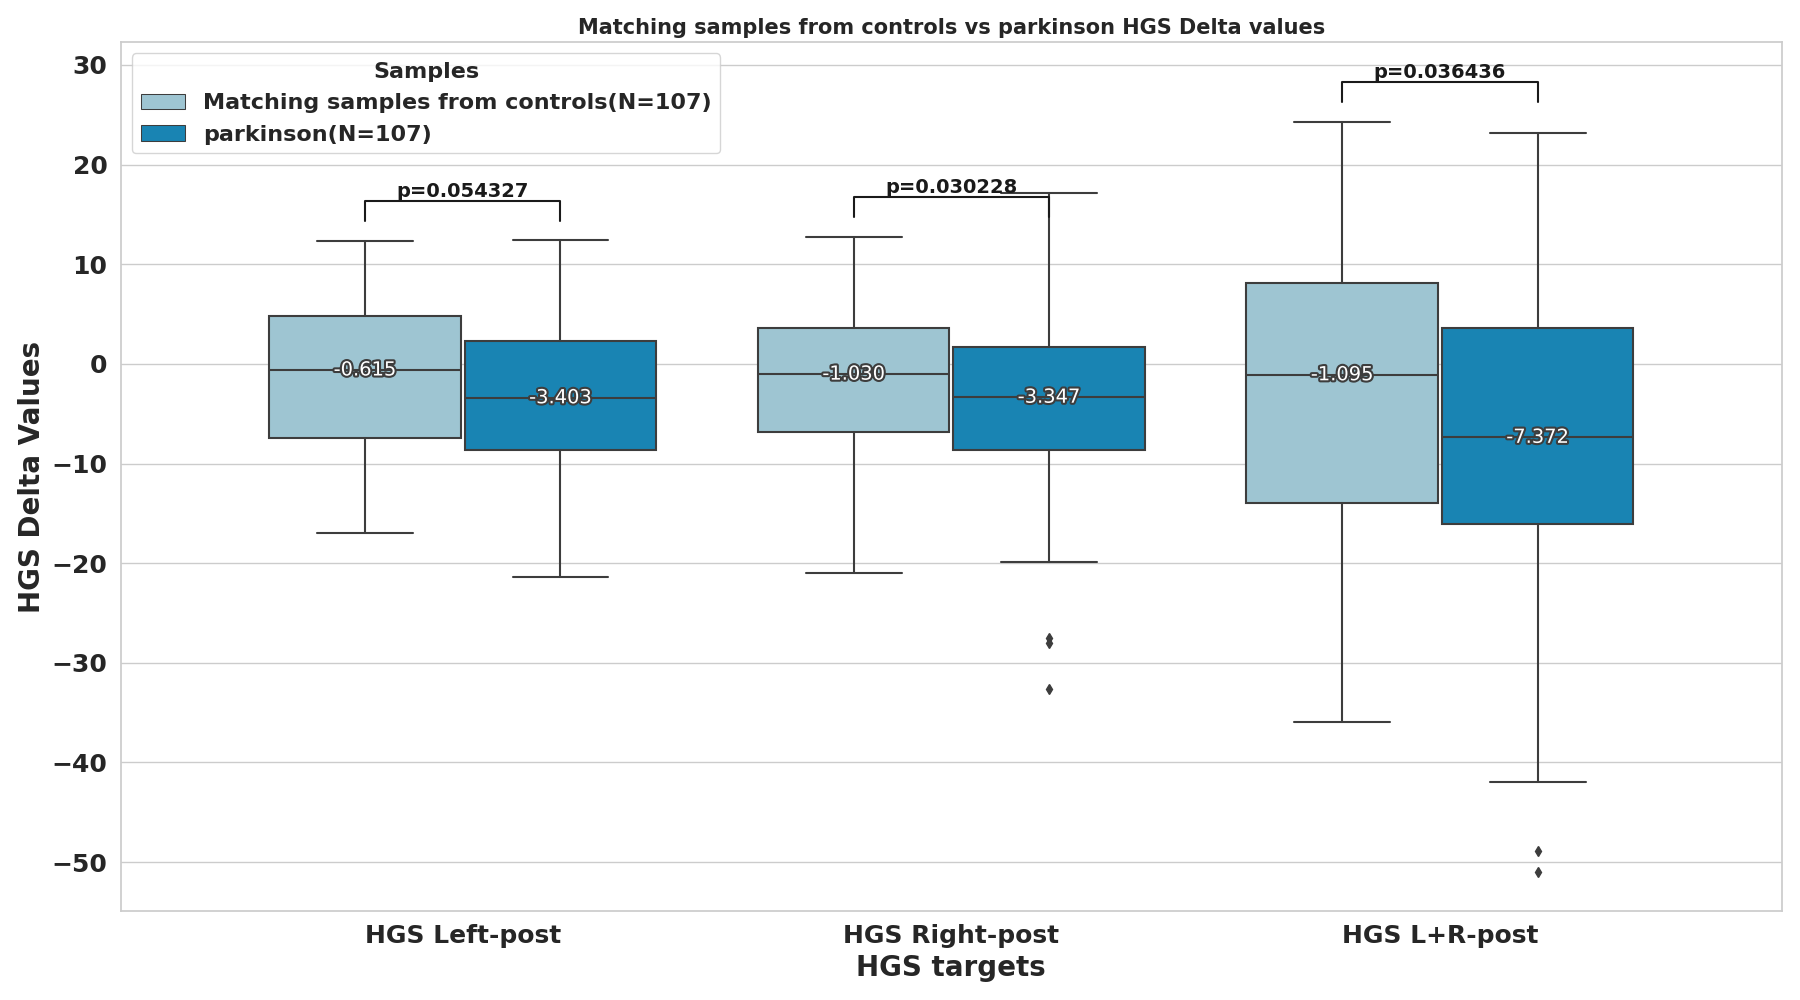 Matching samples from controls vs parkinson HGS Delta values
Samples
Matching samples from controls(N=107)
parkinson(N=107)
p=0.054327
p=0.030228
p=0.036436
HGS Delta Values
30
20
10
0
−10
−20
−30
−40
−50
-0.615
-3.403
-1.030
-3.347
-1.095
-7.372
HGS Left-post
HGS Right-post
HGS L+R-post
HGS targets